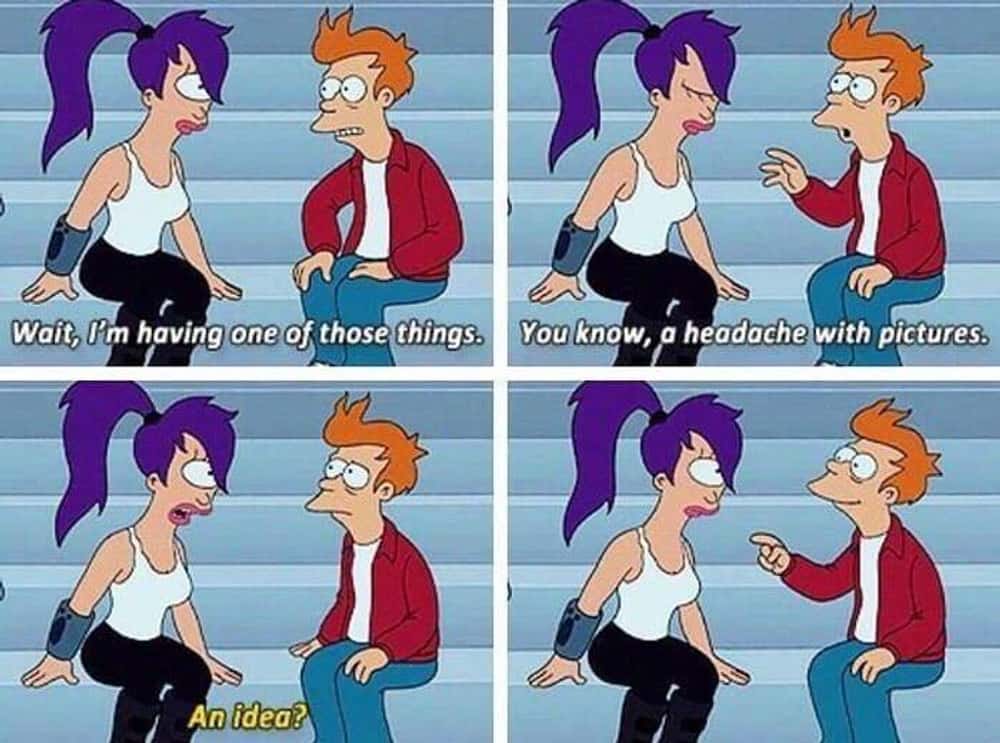 Wait, I'm having one of those things.
You know, a headache with pictures.
An idea?